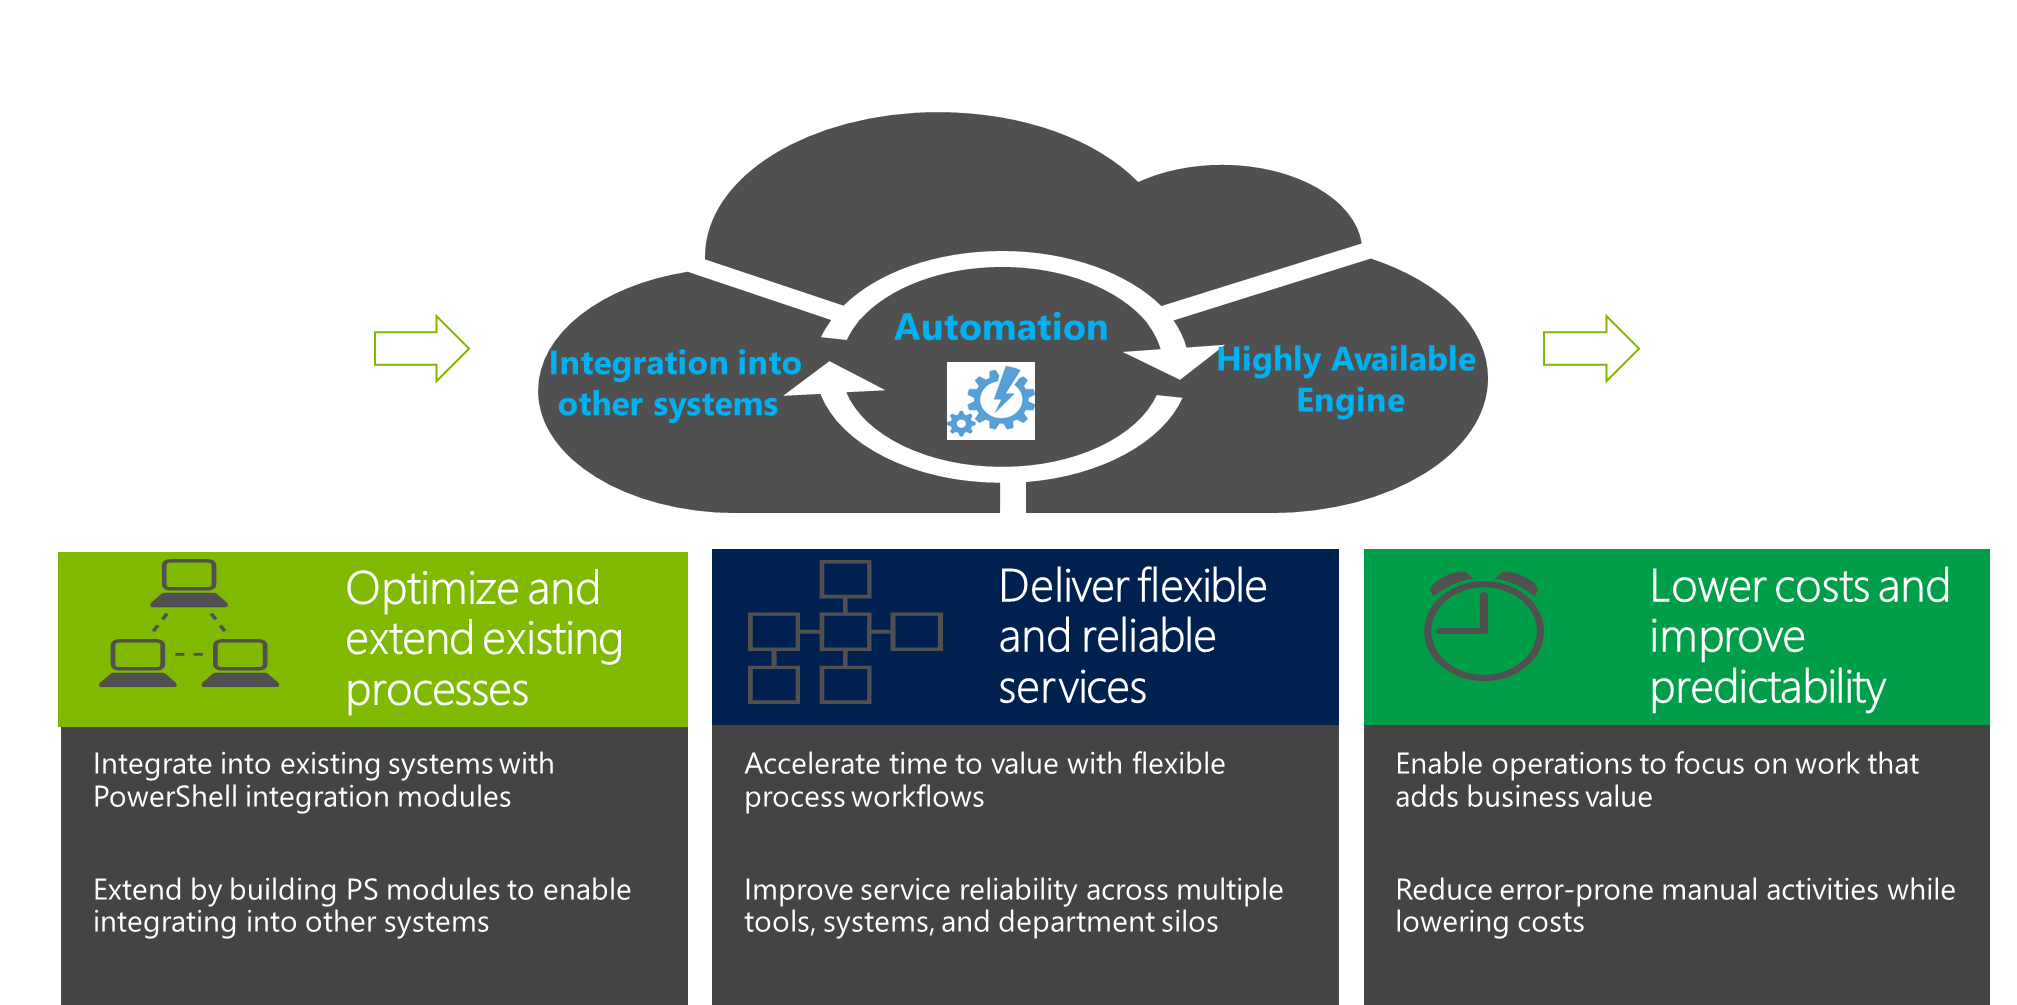 Automation
Integration into
other systems
Highly Available
Engine
Optimize and
extend existing
processes
Integrate into existing systems with
PowerShell integration modules
Extend by building PS modules to enable
integrating into other systems
Deliver flexible
and reliable
services
Accelerate time to value with flexible
process workflows
Improve service reliability across multiple
tools, systems, and department silos
Lower costs and
improve
predictability
Enable operations to focus on work that
adds business value
Reduce error-prone manual activities while
lowering costs